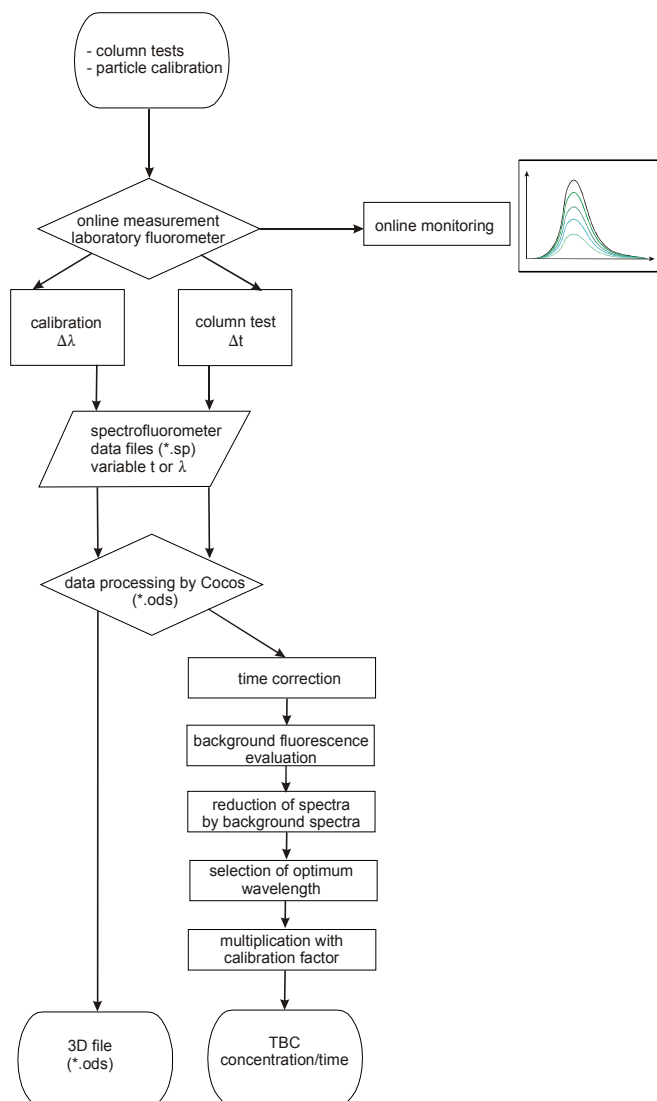 - column tests
- particle calibration
online measurement
laboratory fluorometer
online monitoring
calibration
Δλ
column test
Δt
spectrofluorometer
data files (*.sp)
variable t or λ
data processing by Cocos
(*.ods)
time correction
background fluorescence
evaluation
reduction of spectra
by background spectra
selection of optimum
wavelength
multiplication with
calibration factor
3D file
(*.ods)
TBC
concentration/time